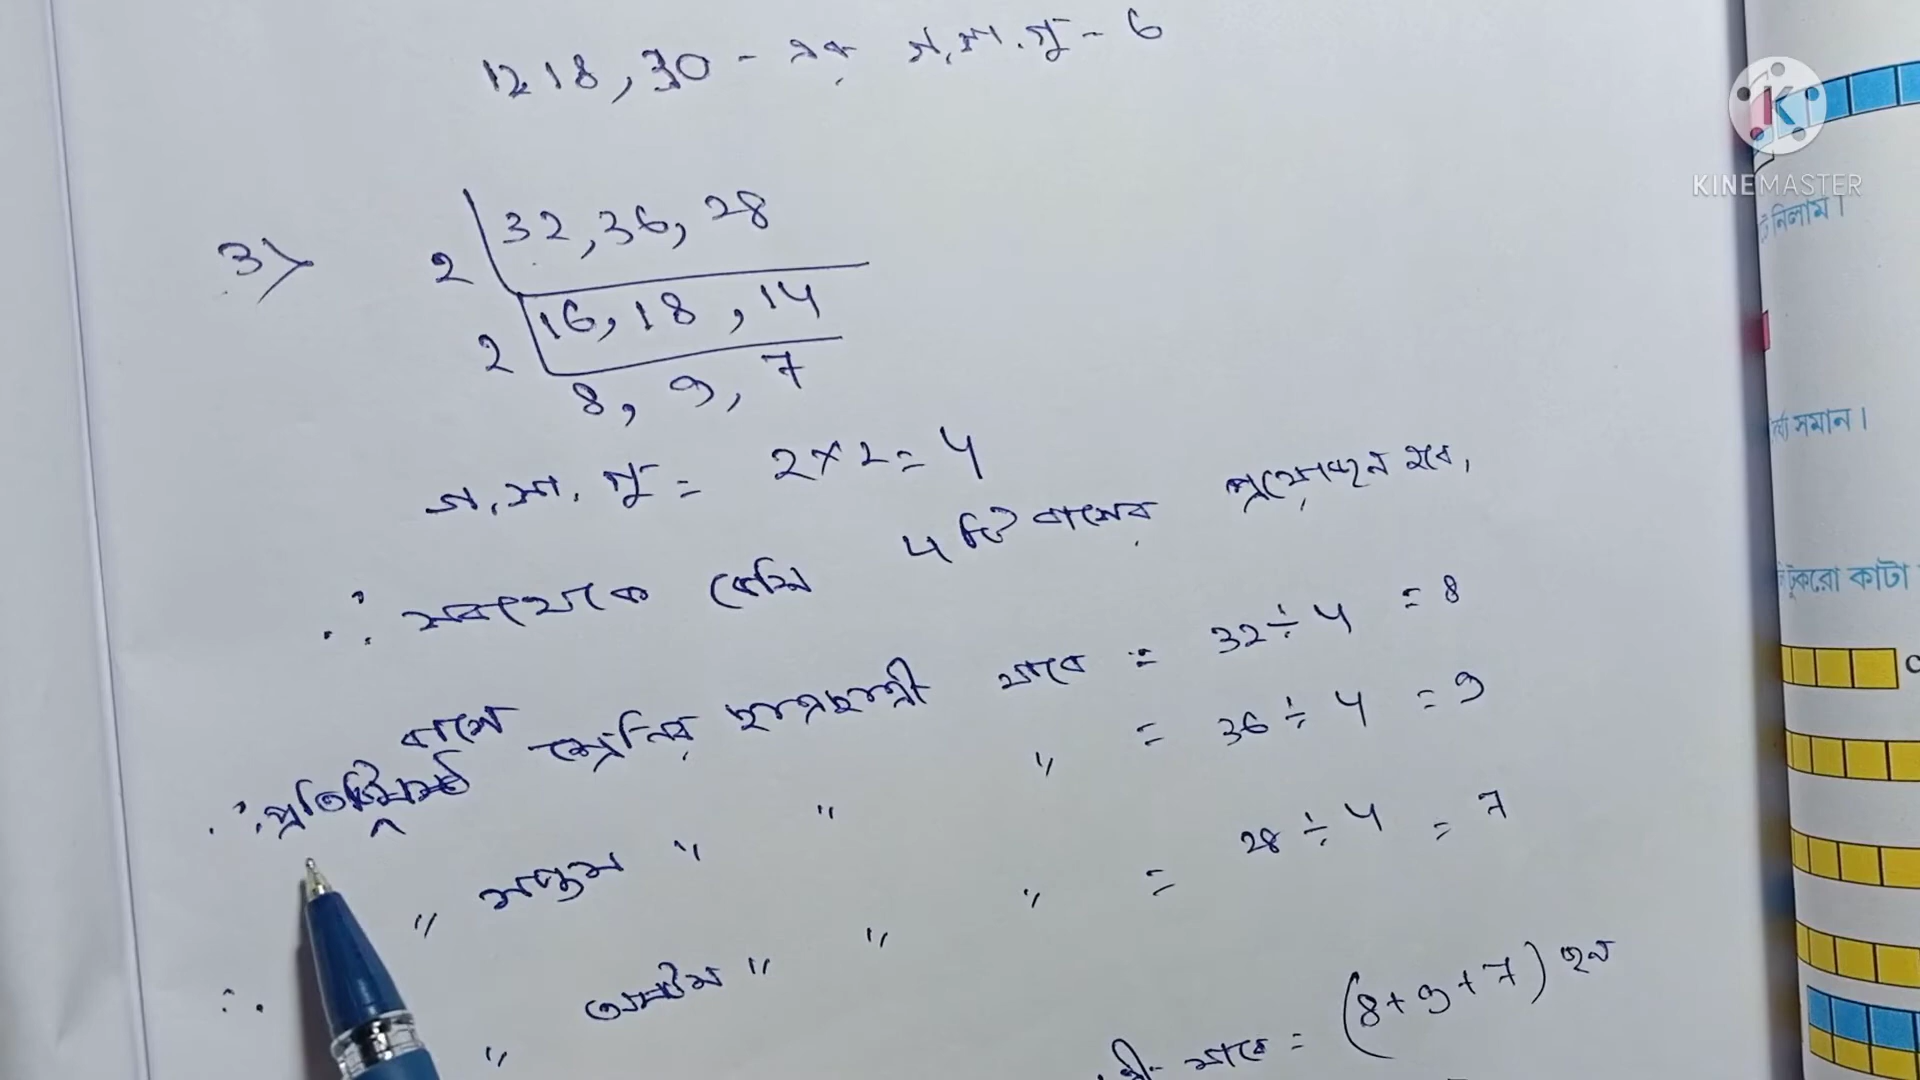 12 18, 30 - এর গ.সা.গু - 6
3> 2 | 32, 36, 28
2 | 16, 18, 14
8, 9, 7
গ.সা.গু = 2 × 2 = 4
∴ সবথেকে বেশি 4 টি বাসের প্রয়োজন হবে,
বাসে
∴ প্রতিটি শ্রেনির ছাত্রছাত্রী যাবে = 32 ÷ 4 = 8
" সপ্তম " " " = 36 ÷ 4 = 9
" অষ্টম " " " = 28 ÷ 4 = 7
∴ যাবে = (8 + 9 + 7) জন
KINEMASTER
নিলাম।
সমান।
টুকরো কাটা